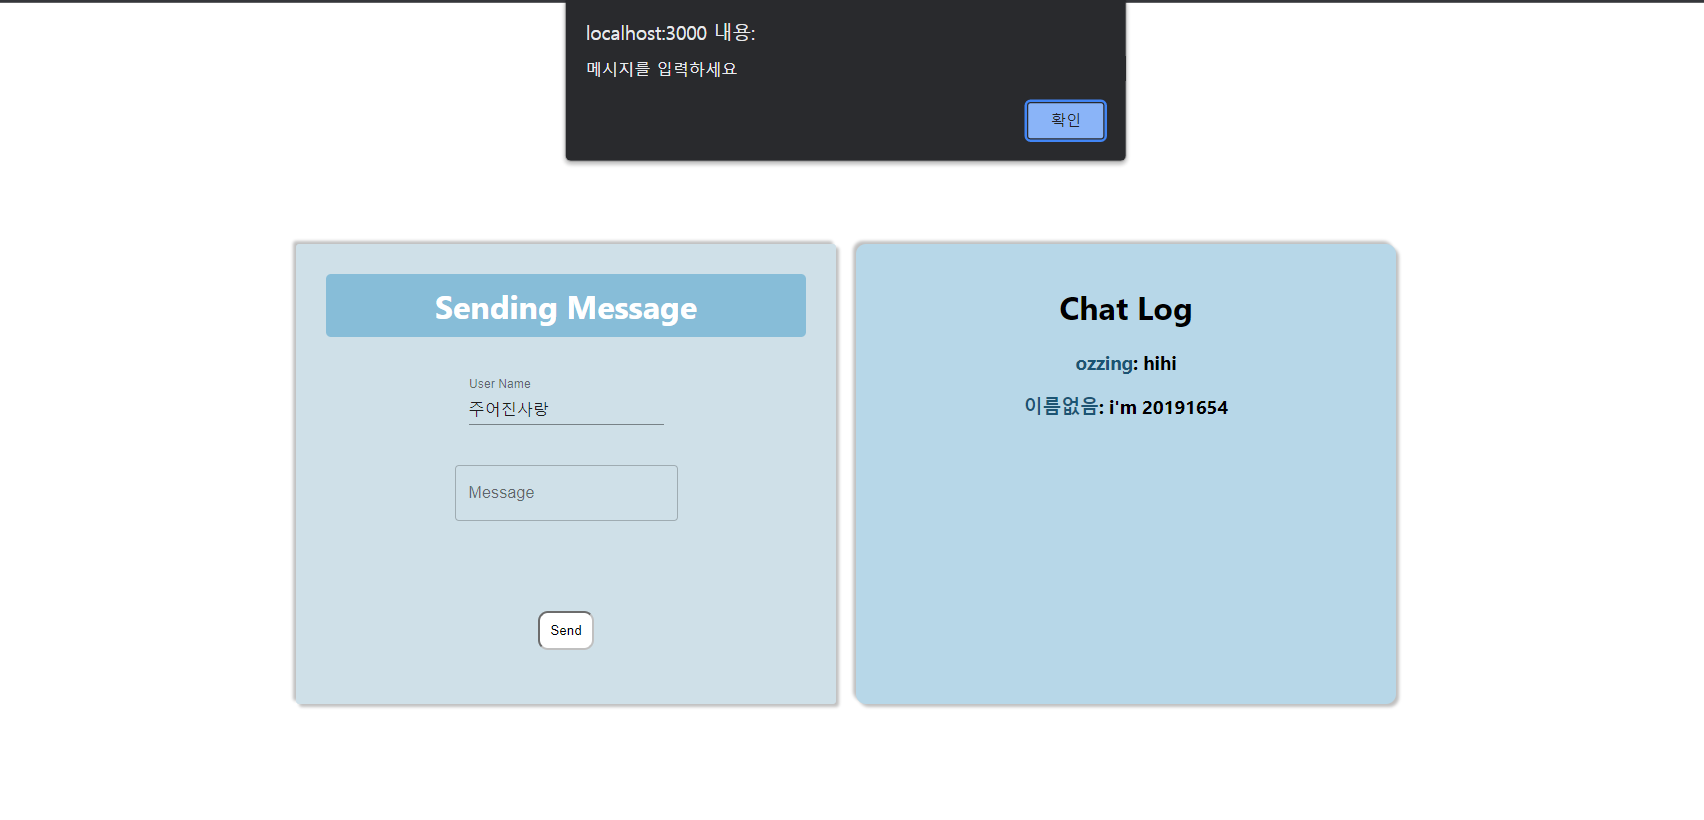 localhost:3000 내용:
메시지를 입력하세요
확인
Sending Message
User Name
주어진사랑
Message
Send
Chat Log
ozzing: hihi
이름없음: i'm 20191654